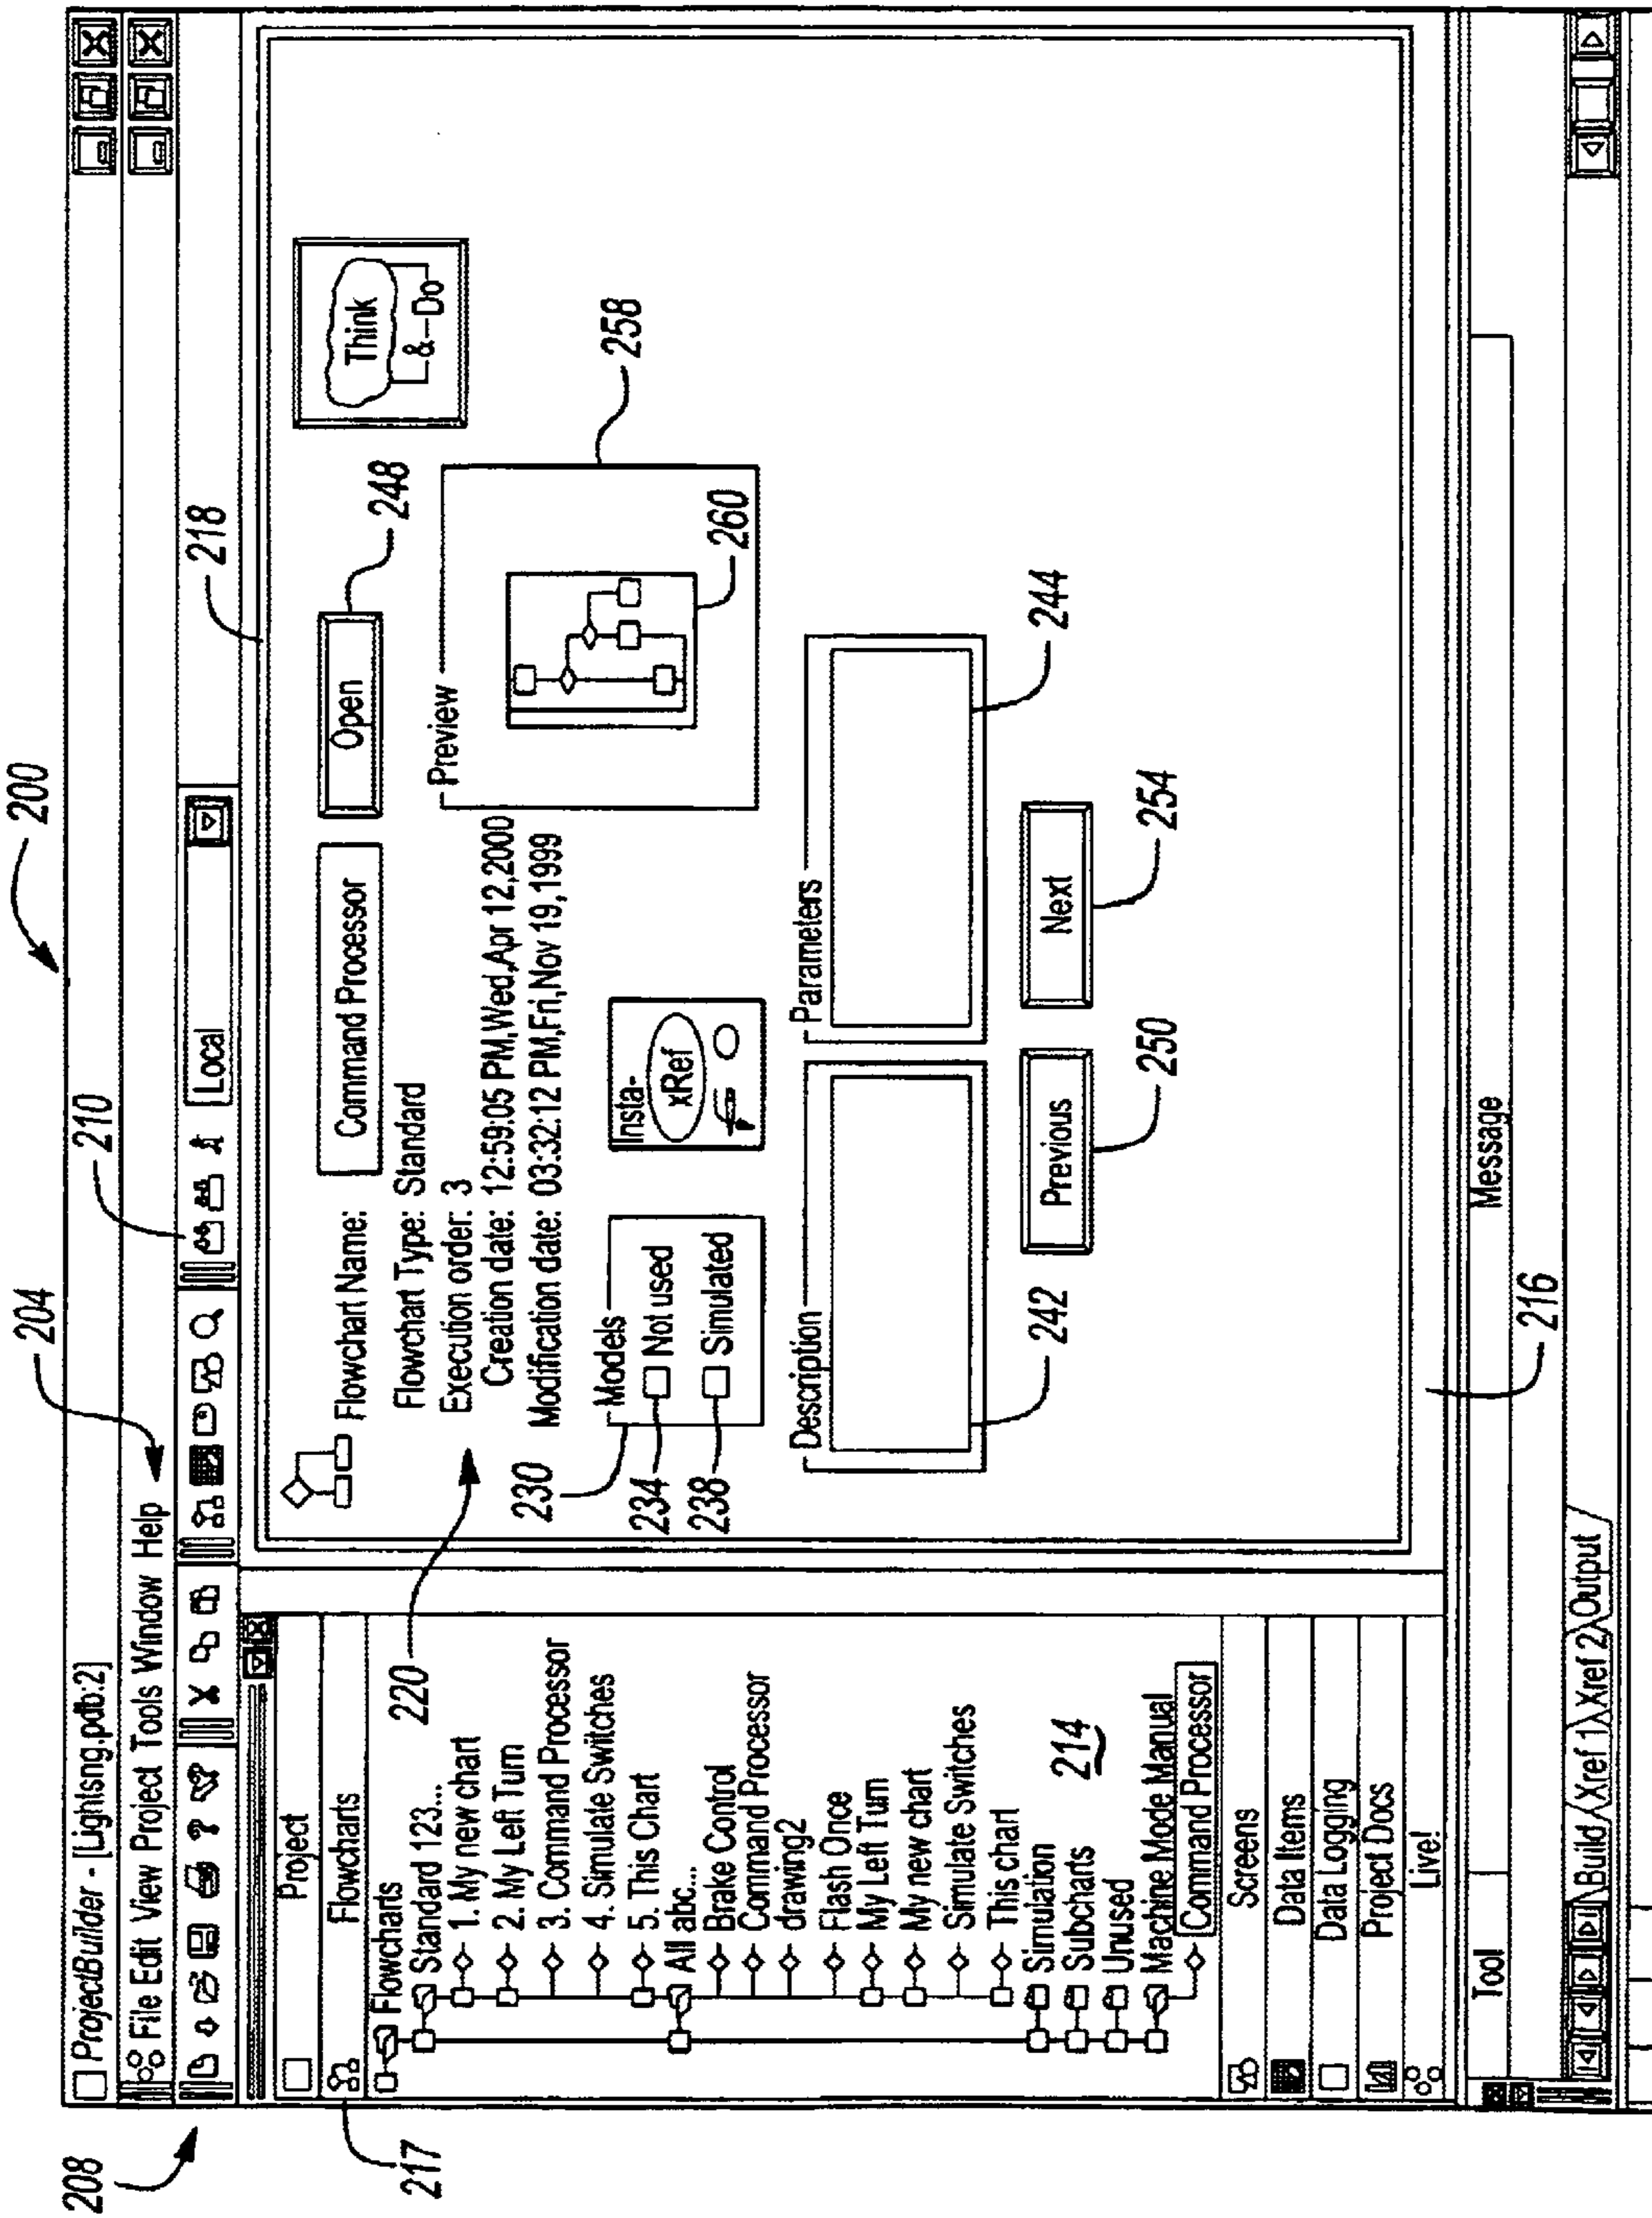 200
204
208
210
ProjectBuilder - [Lightsng.pdb:2]
File Edit View Project Tools Window Help
Local
218
217
Project
Flowcharts
Flowcharts
Standard 123...
1. My new chart
2. My Left Turn
3. Command Processor
4. Simulate Switches
5. This Chart
All abc...
Brake Control
Command Processor
drawing2
Flash Once
My Left Turn
My new chart
Simulate Switches
This chart
Simulation
Subcharts
Unused
Machine Mode Manual
Command Processor
214
Screens
Data Items
Data Logging
Project Docs
Live!
220
Flowchart Name: Command Processor
Open
248
Think
& Do
Flowchart Type: Standard
Execution order: 3
Creation date: 12:59:05 PM,Wed,Apr 12,2000
Modification date: 03:32:12 PM,Fri,Nov 19,1999
Preview
258
260
230
Models
234
Not used
238
Simulated
Insta-
xRef
Description
242
Parameters
244
Previous
250
Next
254
216
Tool
Message
Build Xref 1 Xref 2 Output